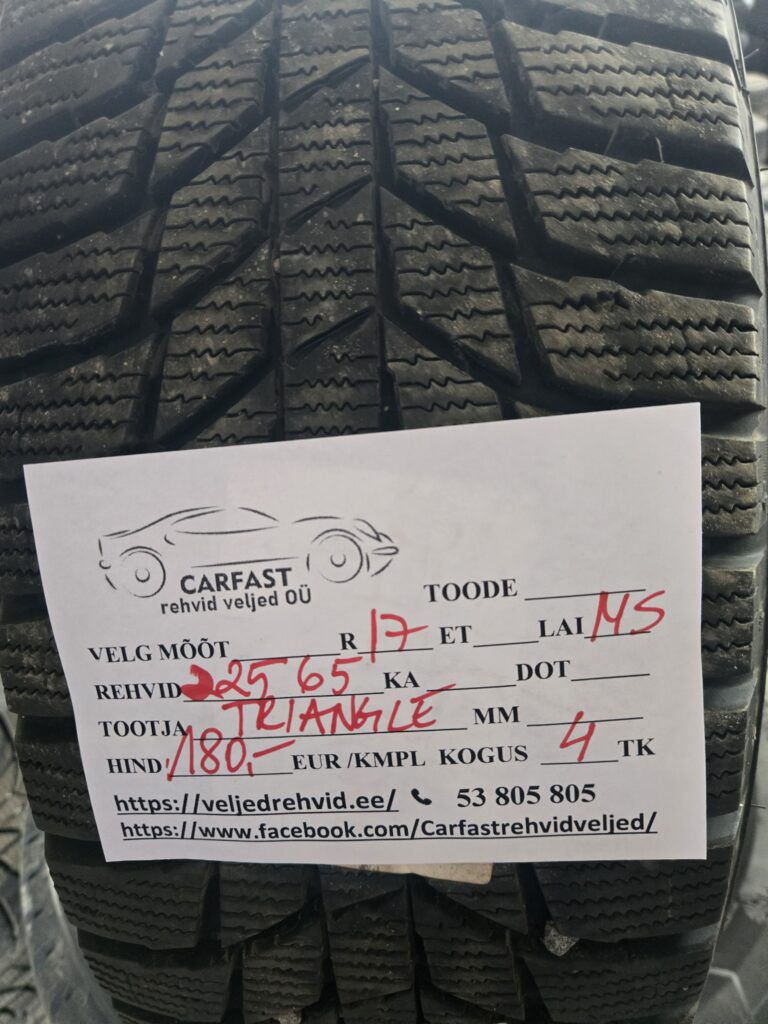 CARFAST
rehvid veljed OÜ
TOODE
VELG MÕÕT R 17 ET LAI MS
REHVID 225 65 KA DOT
TOOTJA TRIANGLE MM
HIND 180,- EUR /KMPL KOGUS 4 TK
https://veljedrehvid.ee/ 53 805 805
https://www.facebook.com/Carfastrehvidveljed/